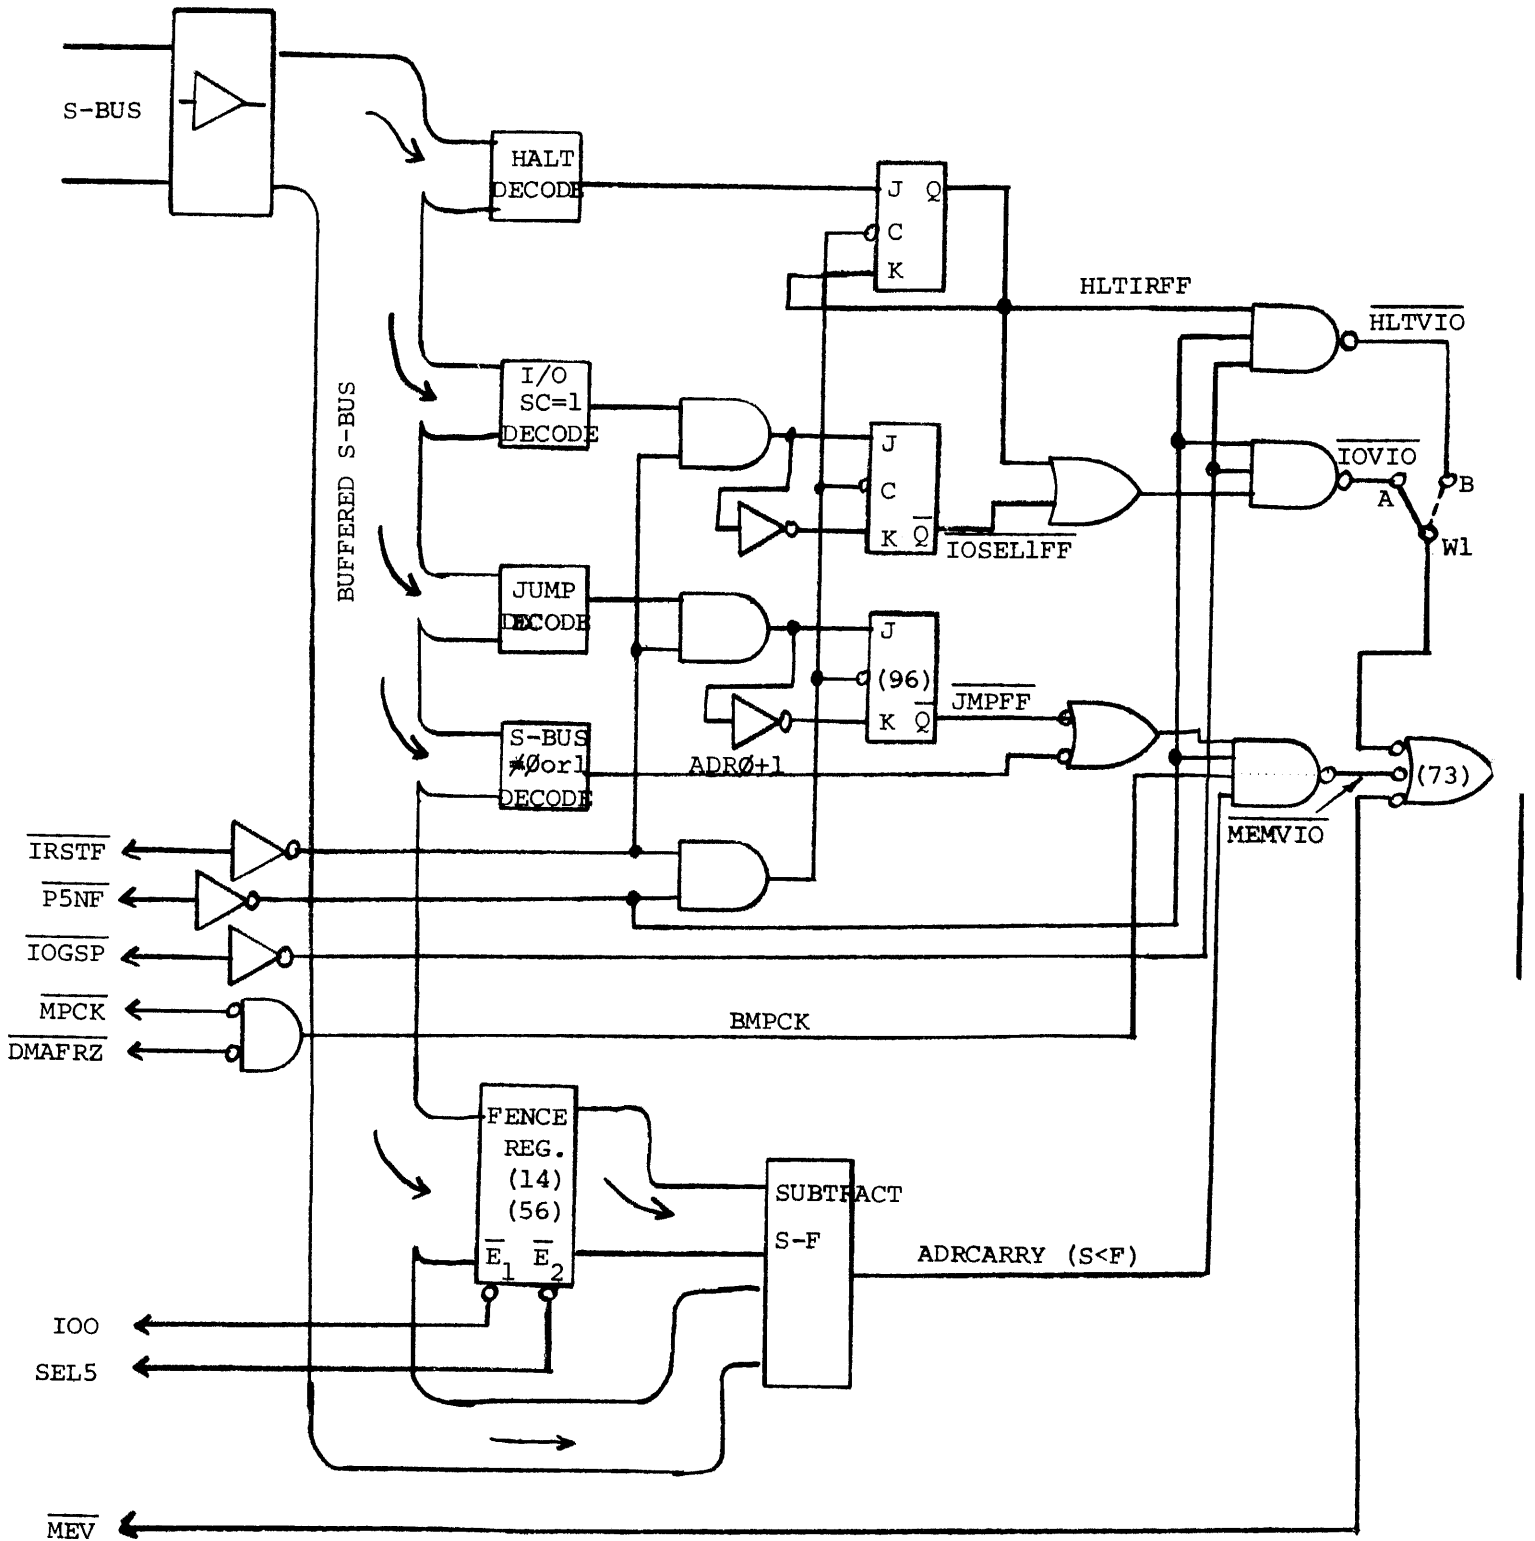 S-BUS
HALT
DECODE
J Q
C
K
HLTIRFF
HLTVIO
I/O
SC=1
DECODE
BUFFERED S-BUS
J
C
K Q
IOSEL1FF
IOVIO
A
B
W1
JUMP
DECODE
J
(96)
K Q
JMPFF
S-BUS
≠Øor1
DECODE
ADRØ+1
(73)
MEMVIO
IRSTF
P5NF
IOGSP
MPCK
DMAFRZ
BMPCK
FENCE
REG.
(14)
(56)
E1 E2
SUBTRACT
S-F
ADRCARRY (S<F)
IOO
SEL5
MEV